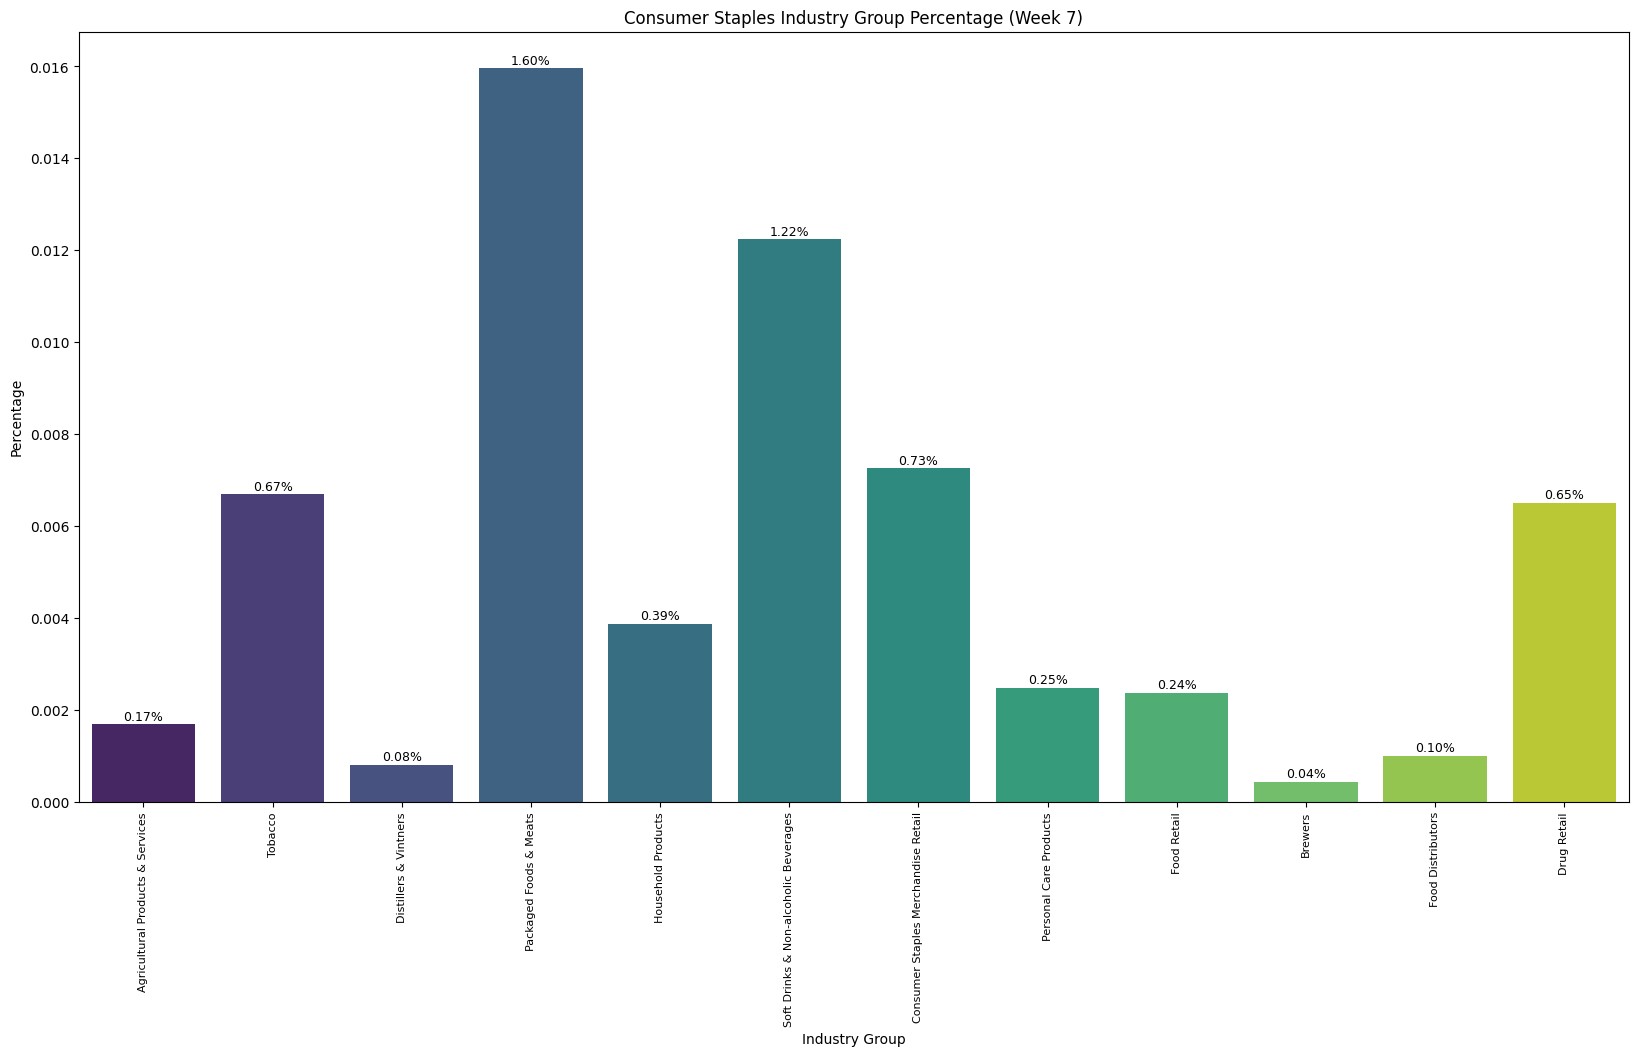 Consumer Staples Industry Group Percentage (Week 7)
Percentage
0.016
0.014
0.012
0.010
0.008
0.006
0.004
0.002
0.000
0.17%
0.67%
0.08%
1.60%
0.39%
1.22%
0.73%
0.25%
0.24%
0.04%
0.10%
0.65%
Agricultural Products & Services
Tobacco
Distillers & Vintners
Packaged Foods & Meats
Household Products
Soft Drinks & Non-alcoholic Beverages
Consumer Staples Merchandise Retail
Personal Care Products
Food Retail
Brewers
Food Distributors
Drug Retail
Industry Group